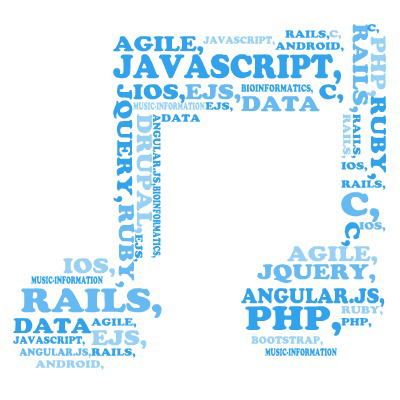 AGILE, JAVASCRIPT, RAILS,C,
ANDROID,
JAVASCRIPT,
IOS,EJS, BIOINFORMATICS, C,
MUSIC-INFORMATION EJS, DATA
DATA
JQUERY,RUBY,
DRUPAL,EJS,
ANGULAR.JS,BIOINFORMATICS,
C,
RAILS,
PHP,
RUBY,
RAILS,
RAILS,
IOS,
RAILS,
C,
IOS,
C,
AGILE,
JQUERY,
ANGULAR.JS,
PHP, RUBY,
PHP,
BOOTSTRAP,
MUSIC-INFORMATION
IOS,
MUSIC-INFORMATION
RAILS,
DATA AGILE,
JAVASCRIPT, EJS,
ANGULAR.JS,RAILS,
ANDROID,